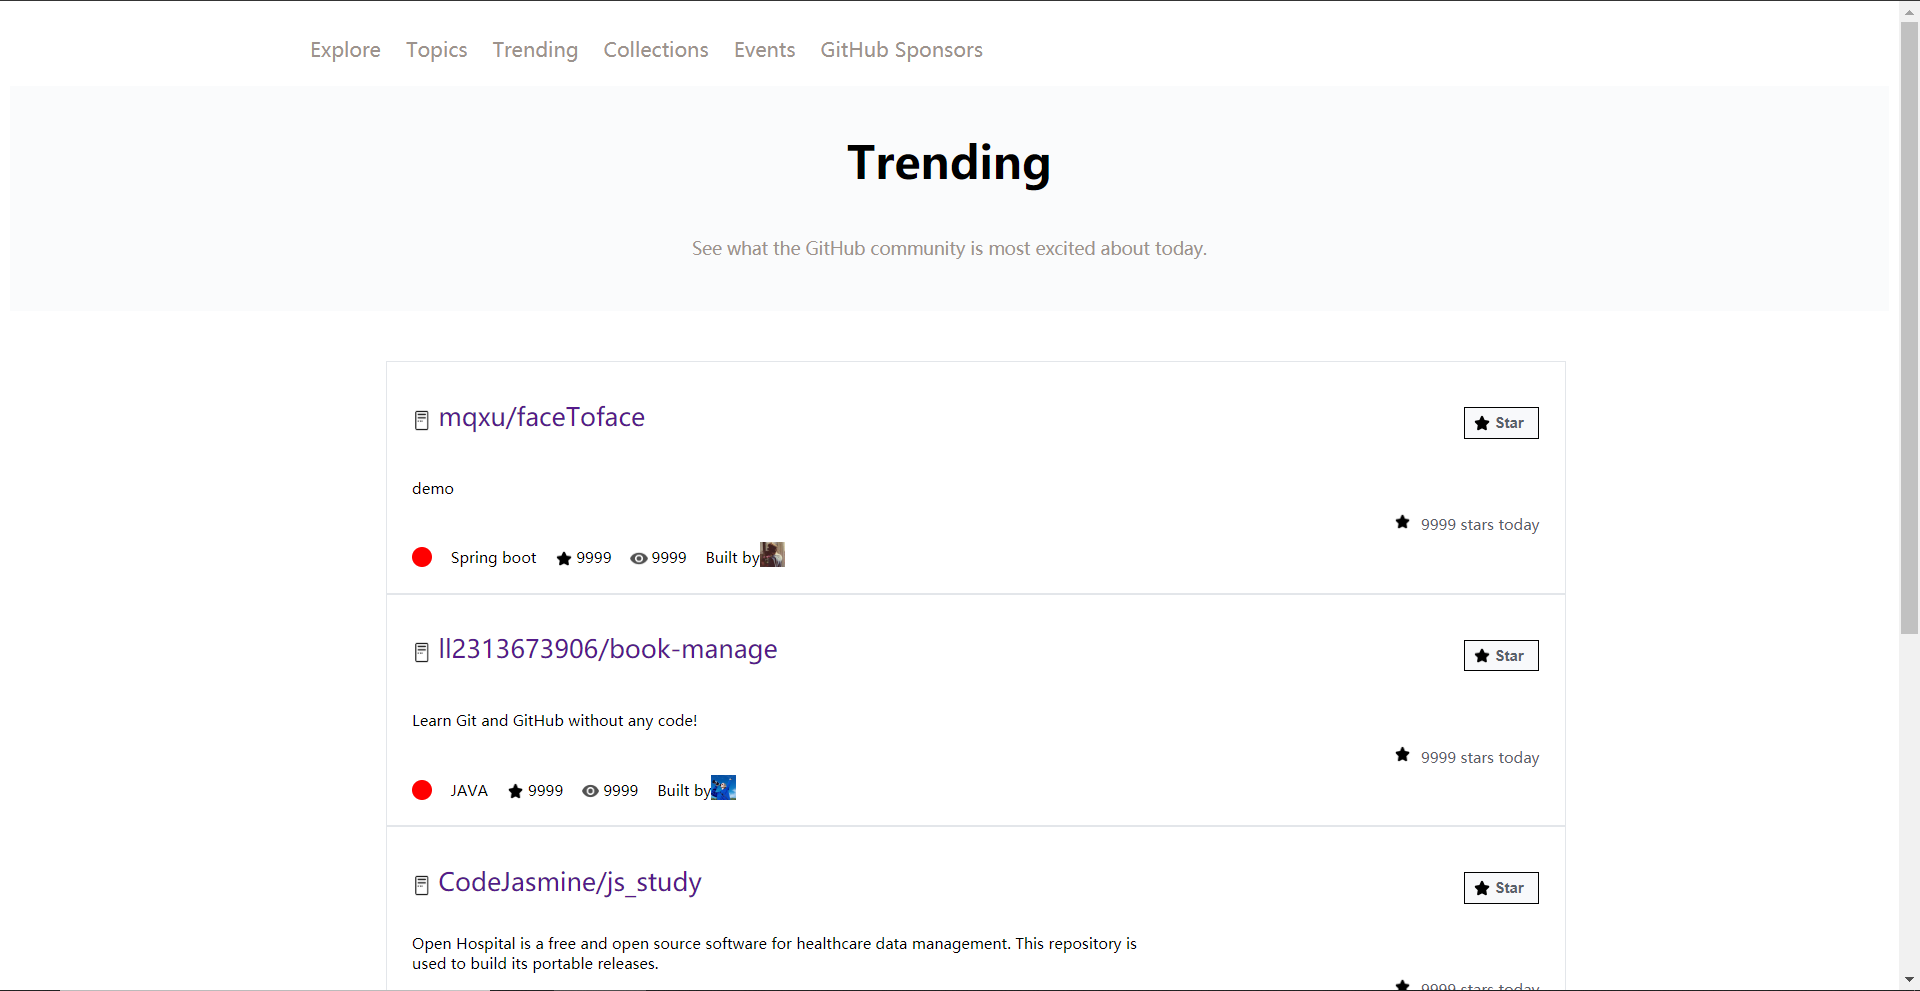 Explore Topics Trending Collections Events GitHub Sponsors
Trending
See what the GitHub community is most excited about today.
mqxu/faceToface
Star
demo
9999 stars today
Spring boot 9999 9999 Built by
ll2313673906/book-manage
Star
Learn Git and GitHub without any code!
9999 stars today
JAVA 9999 9999 Built by
CodeJasmine/js_study
Star
Open Hospital is a free and open source software for healthcare data management. This repository is
used to build its portable releases.
9999 stars today